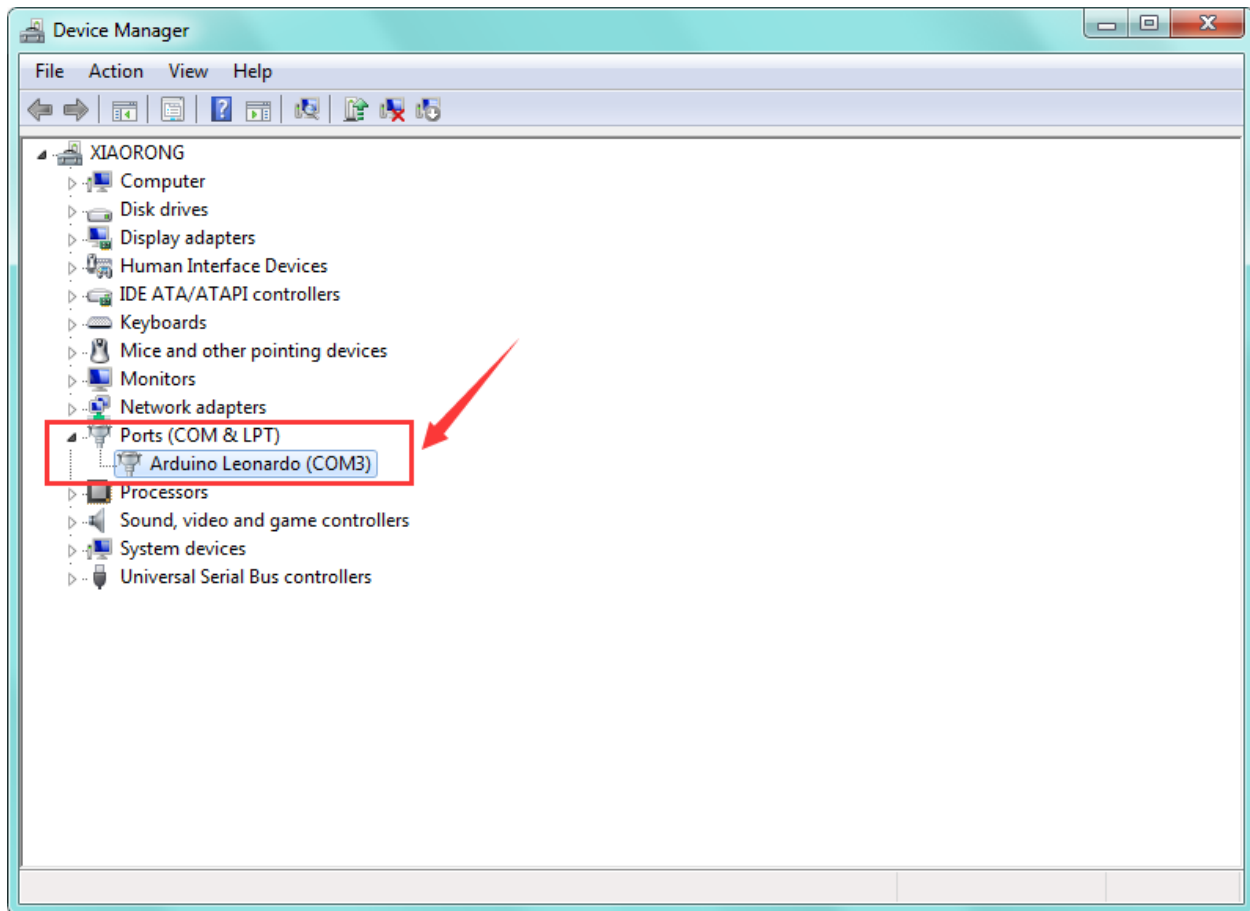 Device Manager
File Action View Help
XIAORONG
Computer
Disk drives
Display adapters
Human Interface Devices
IDE ATA/ATAPI controllers
Keyboards
Mice and other pointing devices
Monitors
Network adapters
Ports (COM & LPT)
Arduino Leonardo (COM3)
Processors
Sound, video and game controllers
System devices
Universal Serial Bus controllers